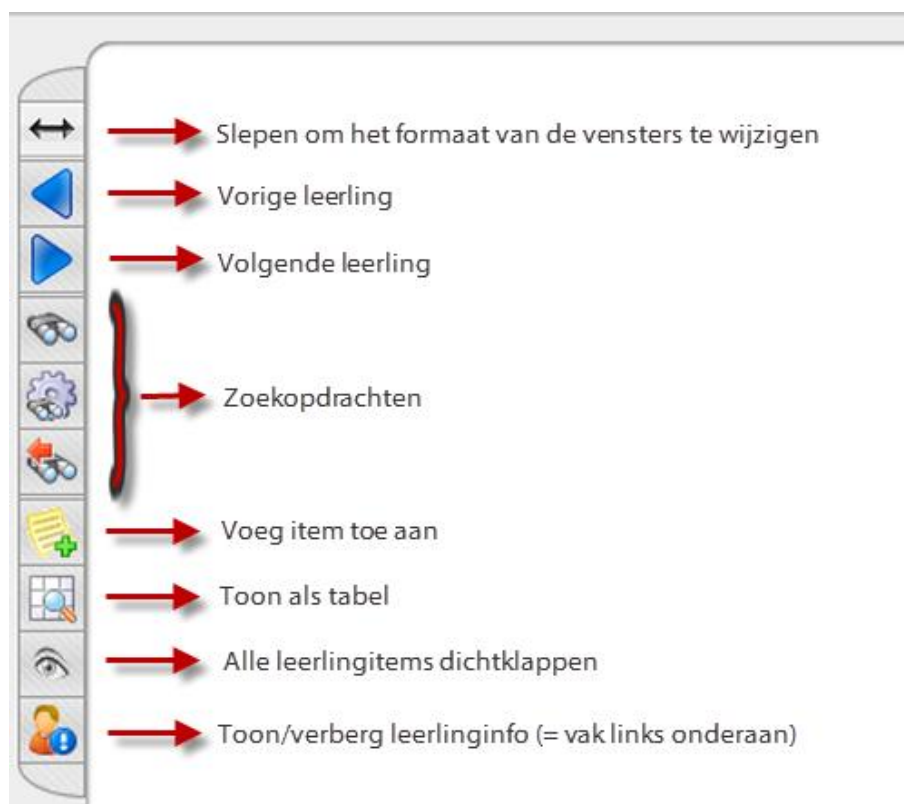 Slepen om het formaat van de vensters te wijzigen
Vorige leerling
Volgende leerling
Zoekopdrachten
Voeg item toe aan
Toon als tabel
Alle leerlingitems dichtklappen
Toon/verberg leerlinginfo (= vak links onderaan)